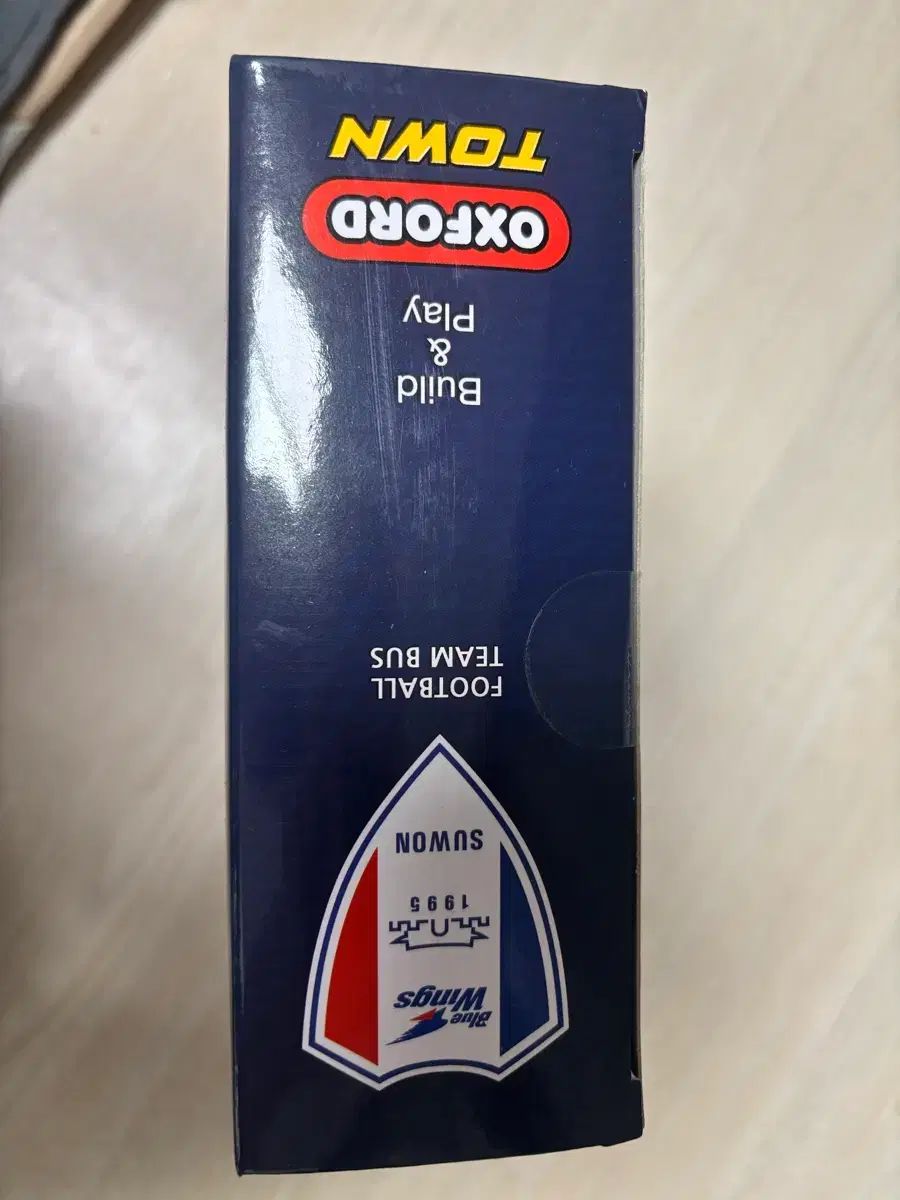 Blue
Wings
1995
SUWON
FOOTBALL
TEAM BUS
Build
&
Play
OXFORD
TOWN